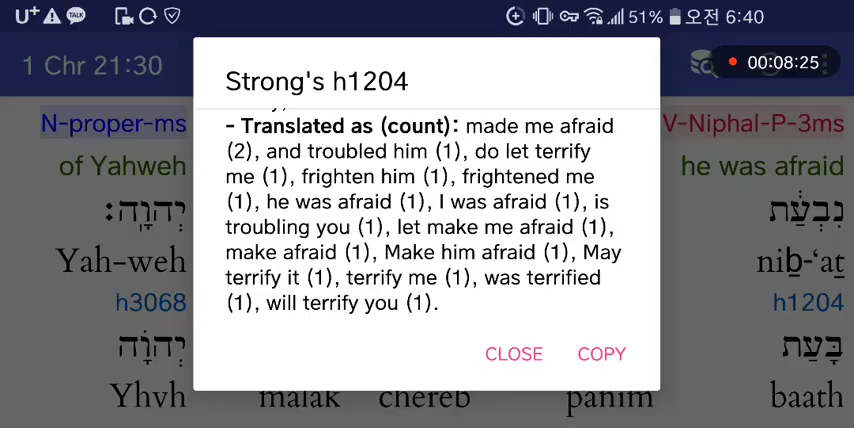 U+ TALK 51% 오전 6:40
1 Chr 21:30
00:08:25
Strong's h1204
- Translated as (count): made me afraid
(2), and troubled him (1), do let terrify
me (1), frighten him (1), frightened me
(1), he was afraid (1), I was afraid (1), is
troubling you (1), let make me afraid (1),
make afraid (1), Make him afraid (1), May
terrify it (1), terrify me (1), was terrified
(1), will terrify you (1).
CLOSE COPY
N-proper-ms V-Niphal-P-3ms
of Yahweh he was afraid
יְהוָֽה׃ נִבְעַ֔ת
Yah-weh niḇ-‘aṯ
h3068 h1204
יְהוָֹה בָּעַת
Yhvh malak chereb panim baath